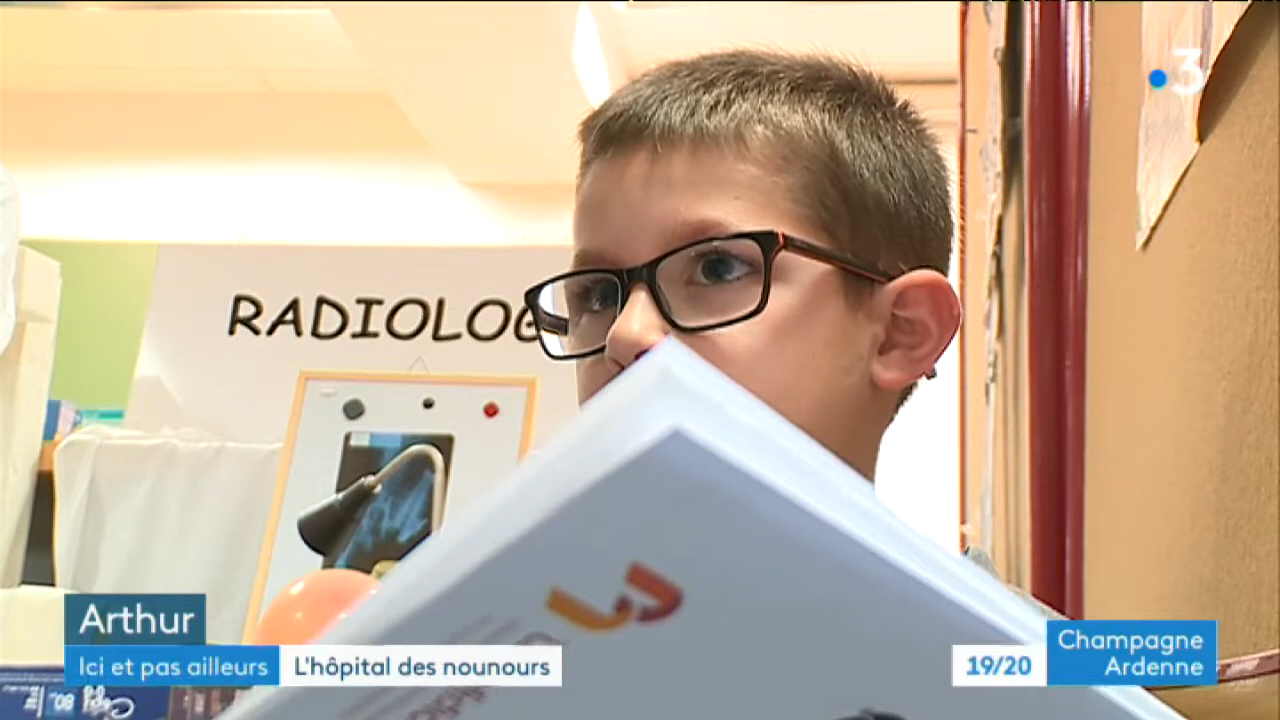 3
RADIOLOG
Arthur
Ici et pas ailleurs
L'hôpital des nounours
19/20
Champagne
Ardenne